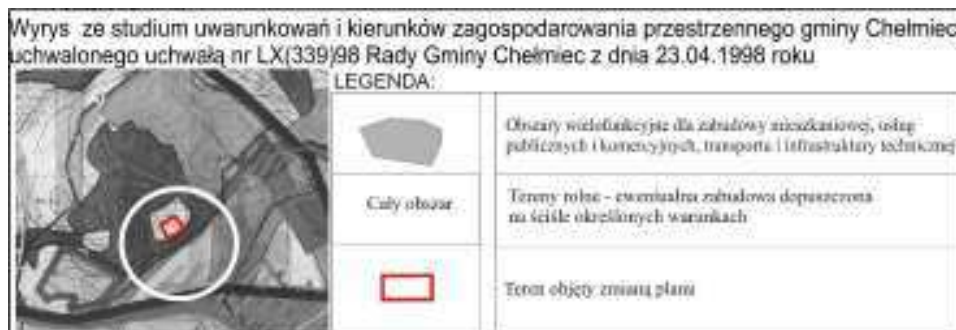 Wyrys ze studium uwarunkowań i kierunków zagospodarowania przestrzennego gminy Chełmiec
uchwalonego uchwałą nr LX(339)98 Rady Gminy Chełmiec z dnia 23.04.1998 roku
LEGENDA:
Obszary wielofunkcyjne dla zabudowy mieszkaniowej, usług
publicznych i komercyjnych, transportu i infrastruktury technicznej
Cały obszar
Tereny rolne - ewentualna zabudowa dopuszczona
na ściśle określonych warunkach
Teren objęty zmianą planu